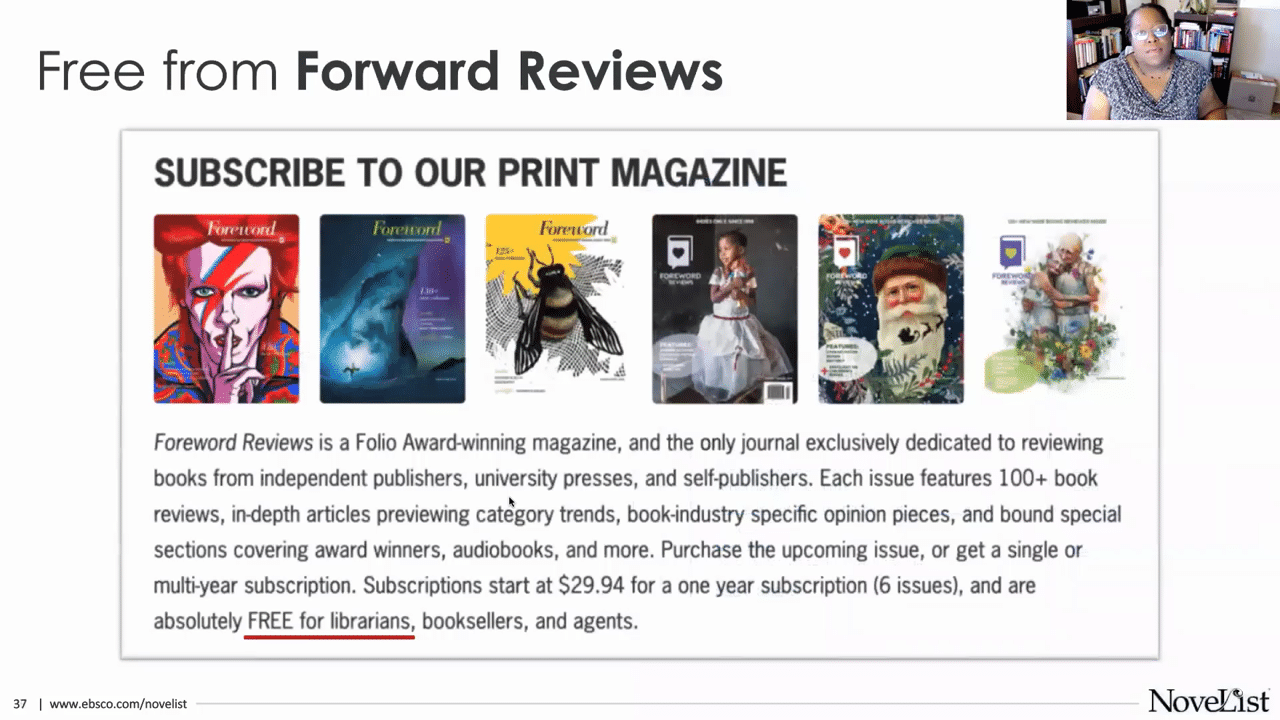 Free from Forward Reviews
SUBSCRIBE TO OUR PRINT MAGAZINE
Foreword
Foreword
130+
Foreword
125+
FOREWORD
REVIEWS
FEATURES:
FOREWORD
REVIEWS
FEATURES:
FOREWORD
REVIEWS
Foreword Reviews is a Folio Award-winning magazine, and the only journal exclusively dedicated to reviewing
books from independent publishers, university presses, and self-publishers. Each issue features 100+ book
reviews, in-depth articles previewing category trends, book-industry specific opinion pieces, and bound special
sections covering award winners, audiobooks, and more. Purchase the upcoming issue, or get a single or
multi-year subscription. Subscriptions start at $29.94 for a one year subscription (6 issues), and are
absolutely FREE for librarians, booksellers, and agents.
37 | www.ebsco.com/novelist
NoveList